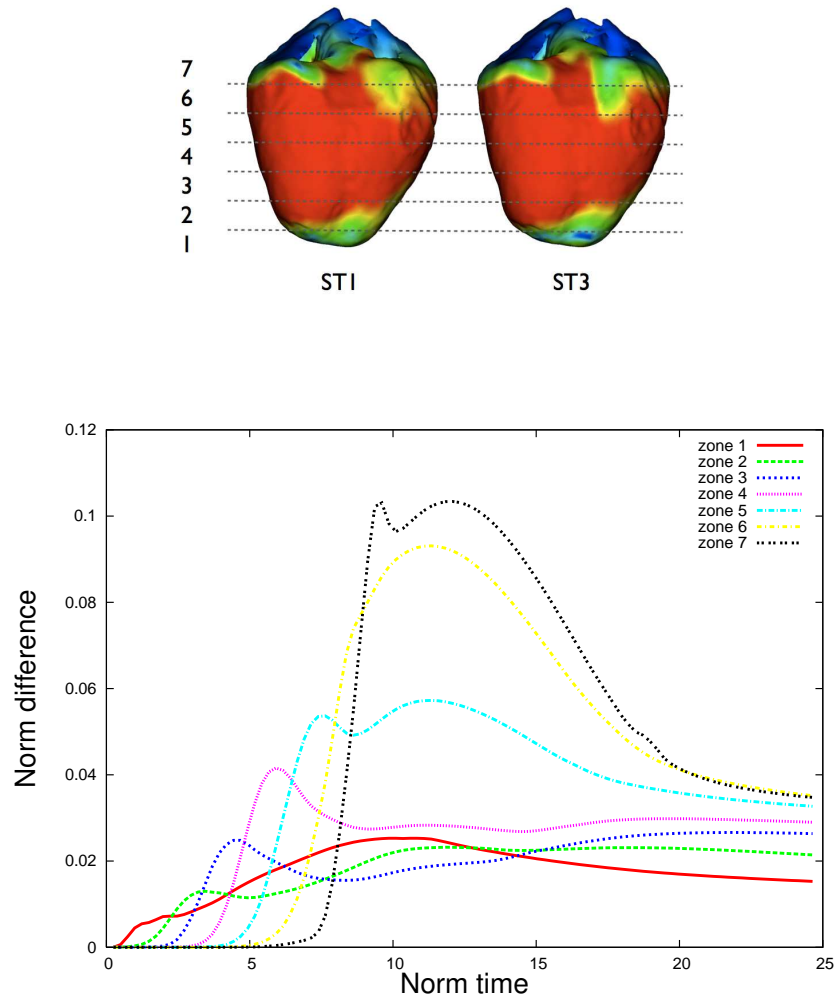 7
6
5
4
3
2
1
ST1 ST3
0.12
0.1
0.08
0.06
0.04
0.02
0
Norm difference
zone 1
zone 2
zone 3
zone 4
zone 5
zone 6
zone 7
0 5 10 15 20 25
Norm time